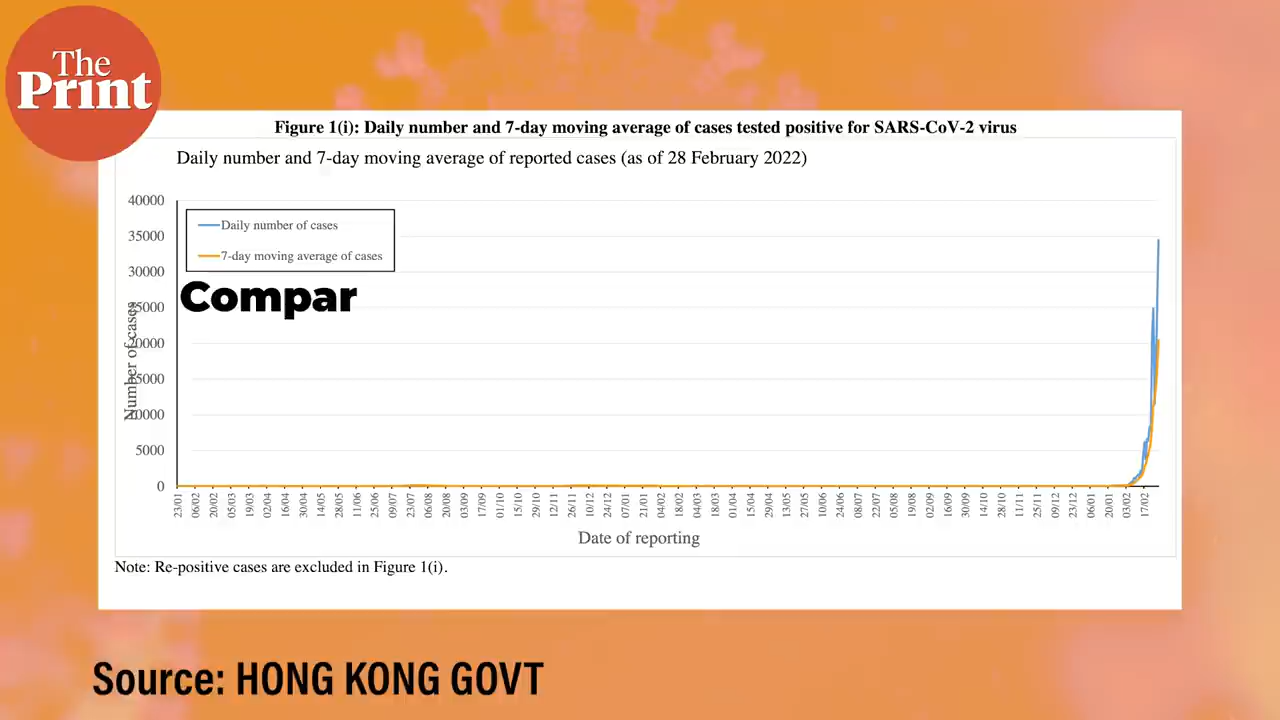 The
Print
Figure 1(i): Daily number and 7-day moving average of cases tested positive for SARS-CoV-2 virus
Daily number and 7-day moving average of reported cases (as of 28 February 2022)
40000
35000
30000
25000
20000
15000
10000
5000
0
Number of cases
Daily number of cases
7-day moving average of cases
Compar
23/01 06/02 20/02 05/03 19/03 02/04 16/04 30/04 14/05 28/05 11/06 25/06 09/07 23/07 06/08 20/08 03/09 17/09 01/10 15/10 29/10 12/11 26/11 10/12 24/12 07/01 21/01 04/02 18/02 04/03 18/03 01/04 15/04 29/04 13/05 27/05 10/06 24/06 08/07 22/07 05/08 19/08 02/09 16/09 30/09 14/10 28/10 11/11 25/11 09/12 23/12 06/01 20/01 03/02 17/02
Date of reporting
Note: Re-positive cases are excluded in Figure 1(i).
Source: HONG KONG GOVT